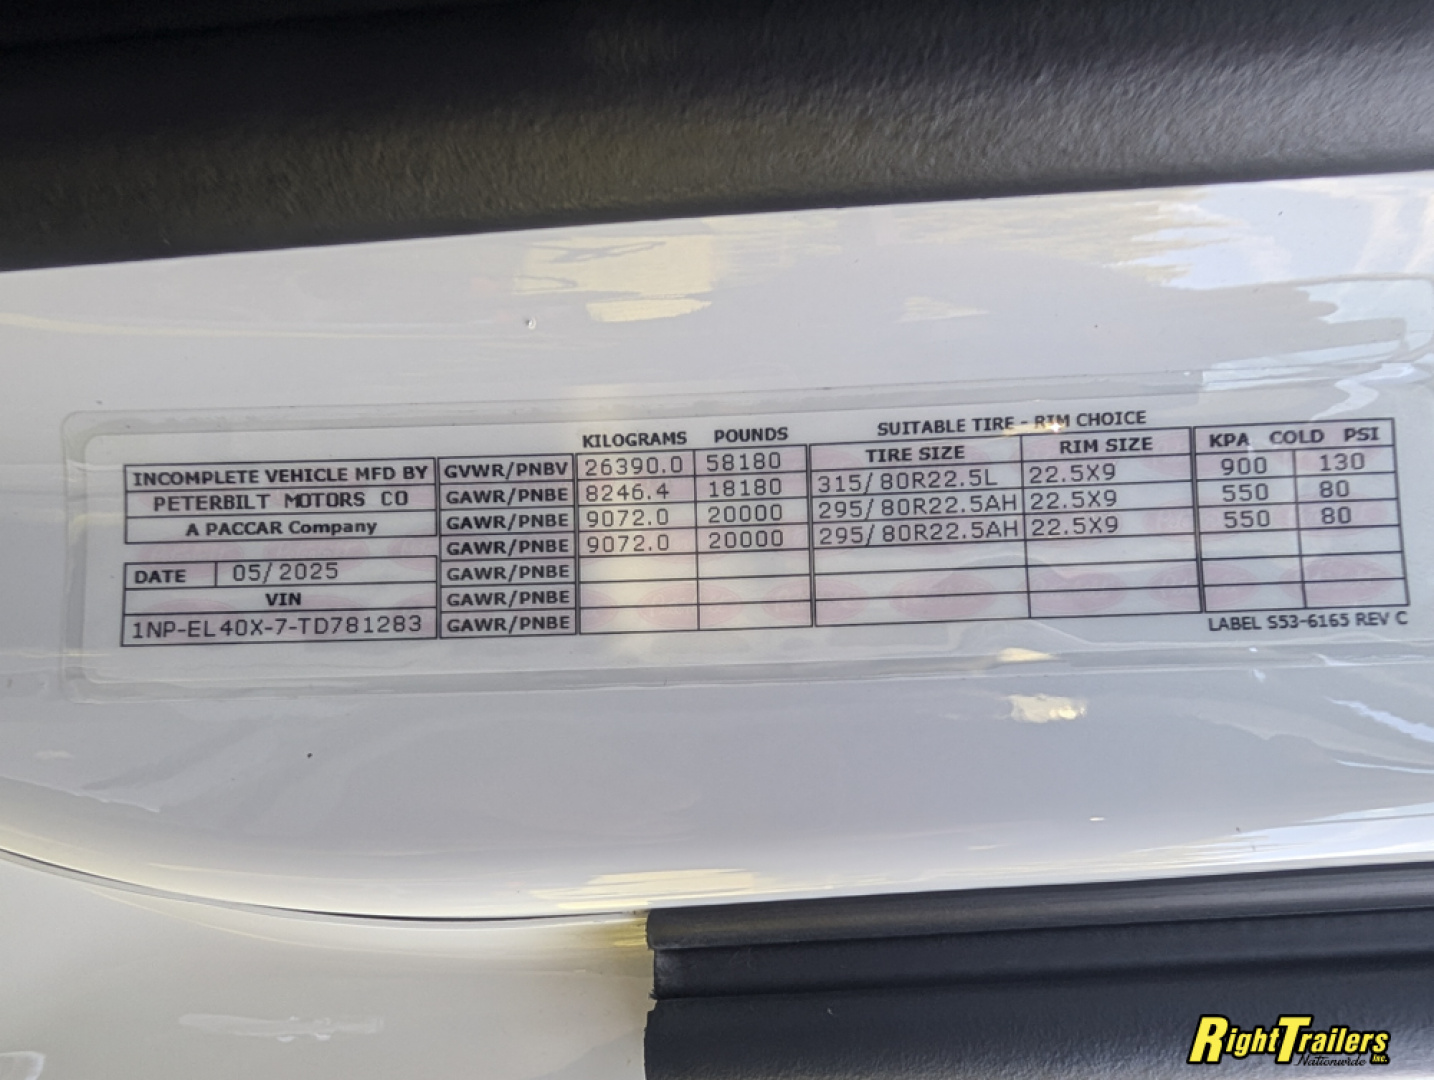 KILOGRAMS POUNDS SUITABLE TIRE - RIM CHOICE
TIRE SIZE RIM SIZE KPA COLD PSI
INCOMPLETE VEHICLE MFD BY GVWR/PNBV 26390.0 58180
PETERBILT MOTORS CO GAWR/PNBE 8246.4 18180 315/80R22.5L 22.5X9 900 130
A PACCAR Company GAWR/PNBE 9072.0 20000 295/80R22.5AH 22.5X9 550 80
GAWR/PNBE 9072.0 20000 295/80R22.5AH 22.5X9 550 80
DATE 05/2025 GAWR/PNBE
VIN GAWR/PNBE
1NP-EL40X-7-TD781283 GAWR/PNBE
LABEL S53-6165 REV C
RightTrailers
Nationwide Inc.